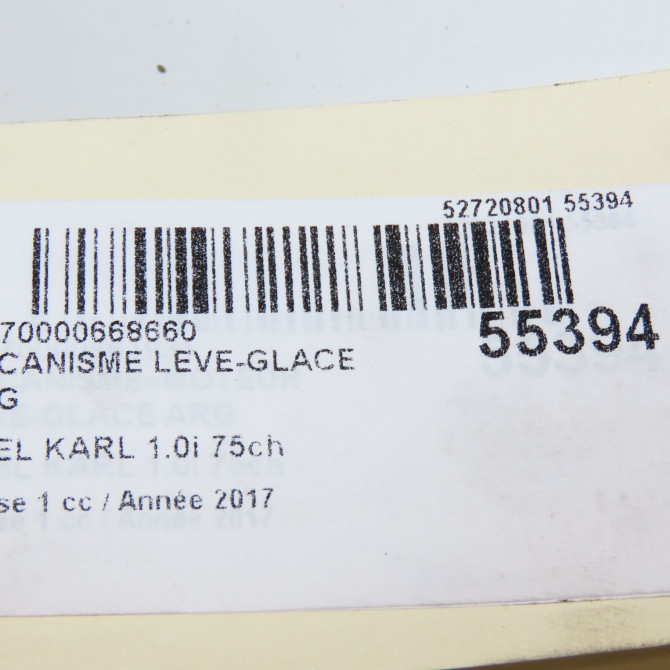 52720801 55394
70000668660
55394
CANISME LEVE-GLACE
G
EL KARL 1.0i 75ch
se 1 cc / Année 2017